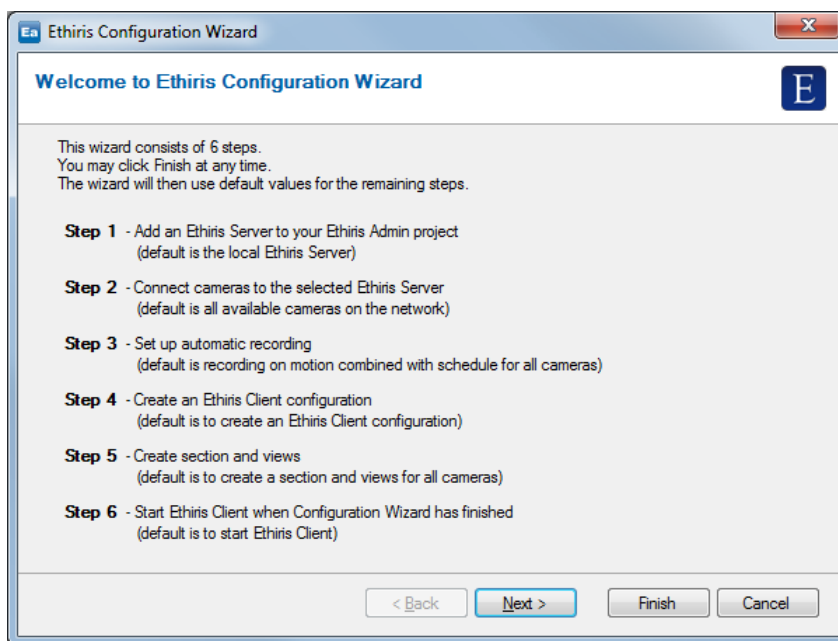 Ea Ethiris Configuration Wizard
Welcome to Ethiris Configuration Wizard
E
This wizard consists of 6 steps.
You may click Finish at any time.
The wizard will then use default values for the remaining steps.
Step 1 - Add an Ethiris Server to your Ethiris Admin project
(default is the local Ethiris Server)
Step 2 - Connect cameras to the selected Ethiris Server
(default is all available cameras on the network)
Step 3 - Set up automatic recording
(default is recording on motion combined with schedule for all cameras)
Step 4 - Create an Ethiris Client configuration
(default is to create an Ethiris Client configuration)
Step 5 - Create section and views
(default is to create a section and views for all cameras)
Step 6 - Start Ethiris Client when Configuration Wizard has finished
(default is to start Ethiris Client)
< Back Next > Finish Cancel